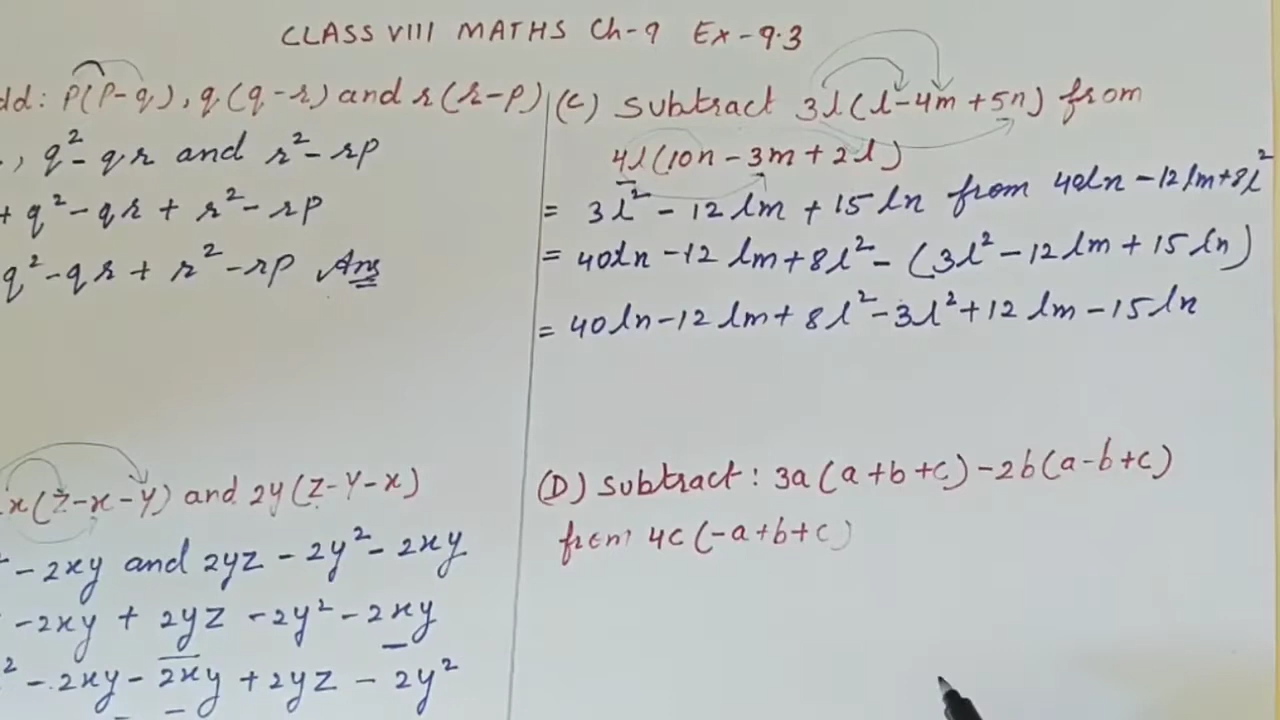 CLASS VIII MATHS Ch-9 Ex-9.3
dd: P(P-q), q(q-r) and r(r-p)
, q²-qr and r²-rp
+ q²-qr + r²-rp
q²-qr + r²-rp Ans
x(z-x-y) and 2y(z-y-x)
-2xy and 2yz - 2y² - 2xy
-2xy + 2yz - 2y² - 2xy
² - 2xy - 2xy + 2yz - 2y²
(C) Subtract 3l(l-4m+5n) from
4l(10n-3m+2l)
= 3l² - 12lm + 15ln from 40ln - 12lm + 8l²
= 40ln - 12lm + 8l² - (3l² - 12lm + 15ln)
= 40ln - 12lm + 8l² - 3l² + 12lm - 15ln
(D) Subtract: 3a(a+b+c) - 2b(a-b+c)
from 4c(-a+b+c)